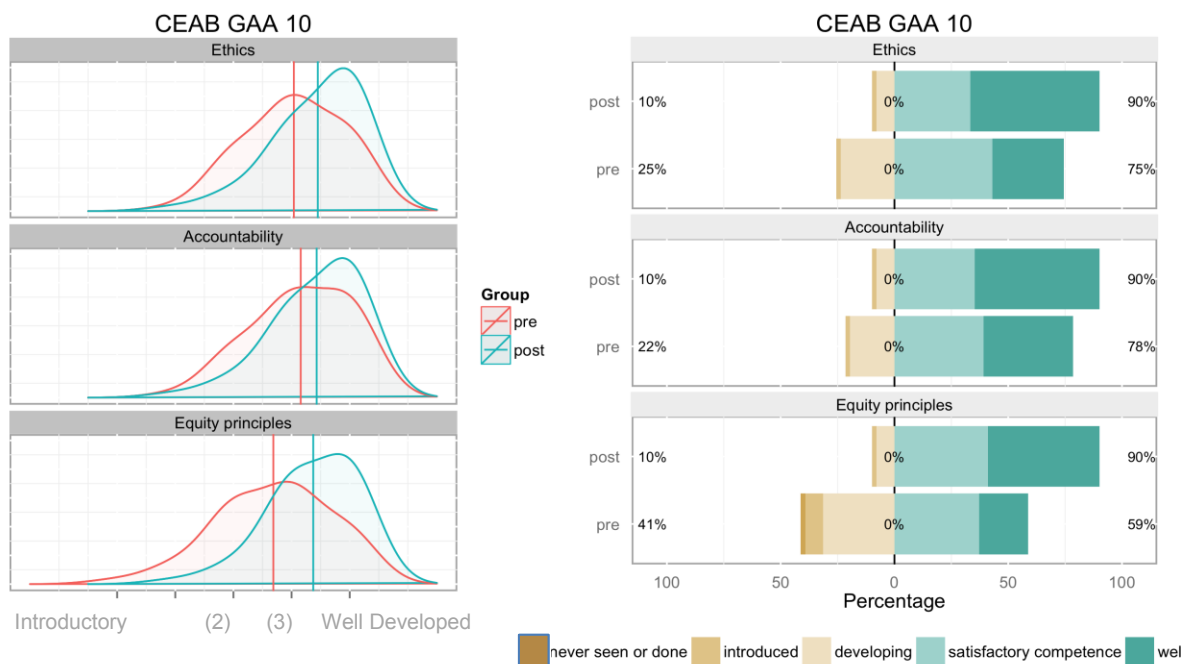 CEAB GAA 10
Ethics
Accountability
Equity principles
Introductory (2) (3) Well Developed
Group
pre
post
CEAB GAA 10
Ethics
post 10% 0% 90%
pre 25% 0% 75%
Accountability
post 10% 0% 90%
pre 22% 0% 78%
Equity principles
post 10% 0% 90%
pre 41% 0% 59%
100 50 0 50 100
Percentage
never seen or done introduced developing satisfactory competence wel